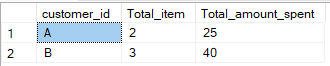 customer_id Total_item Total_amount_spent
1 A 2 25
2 B 3 40